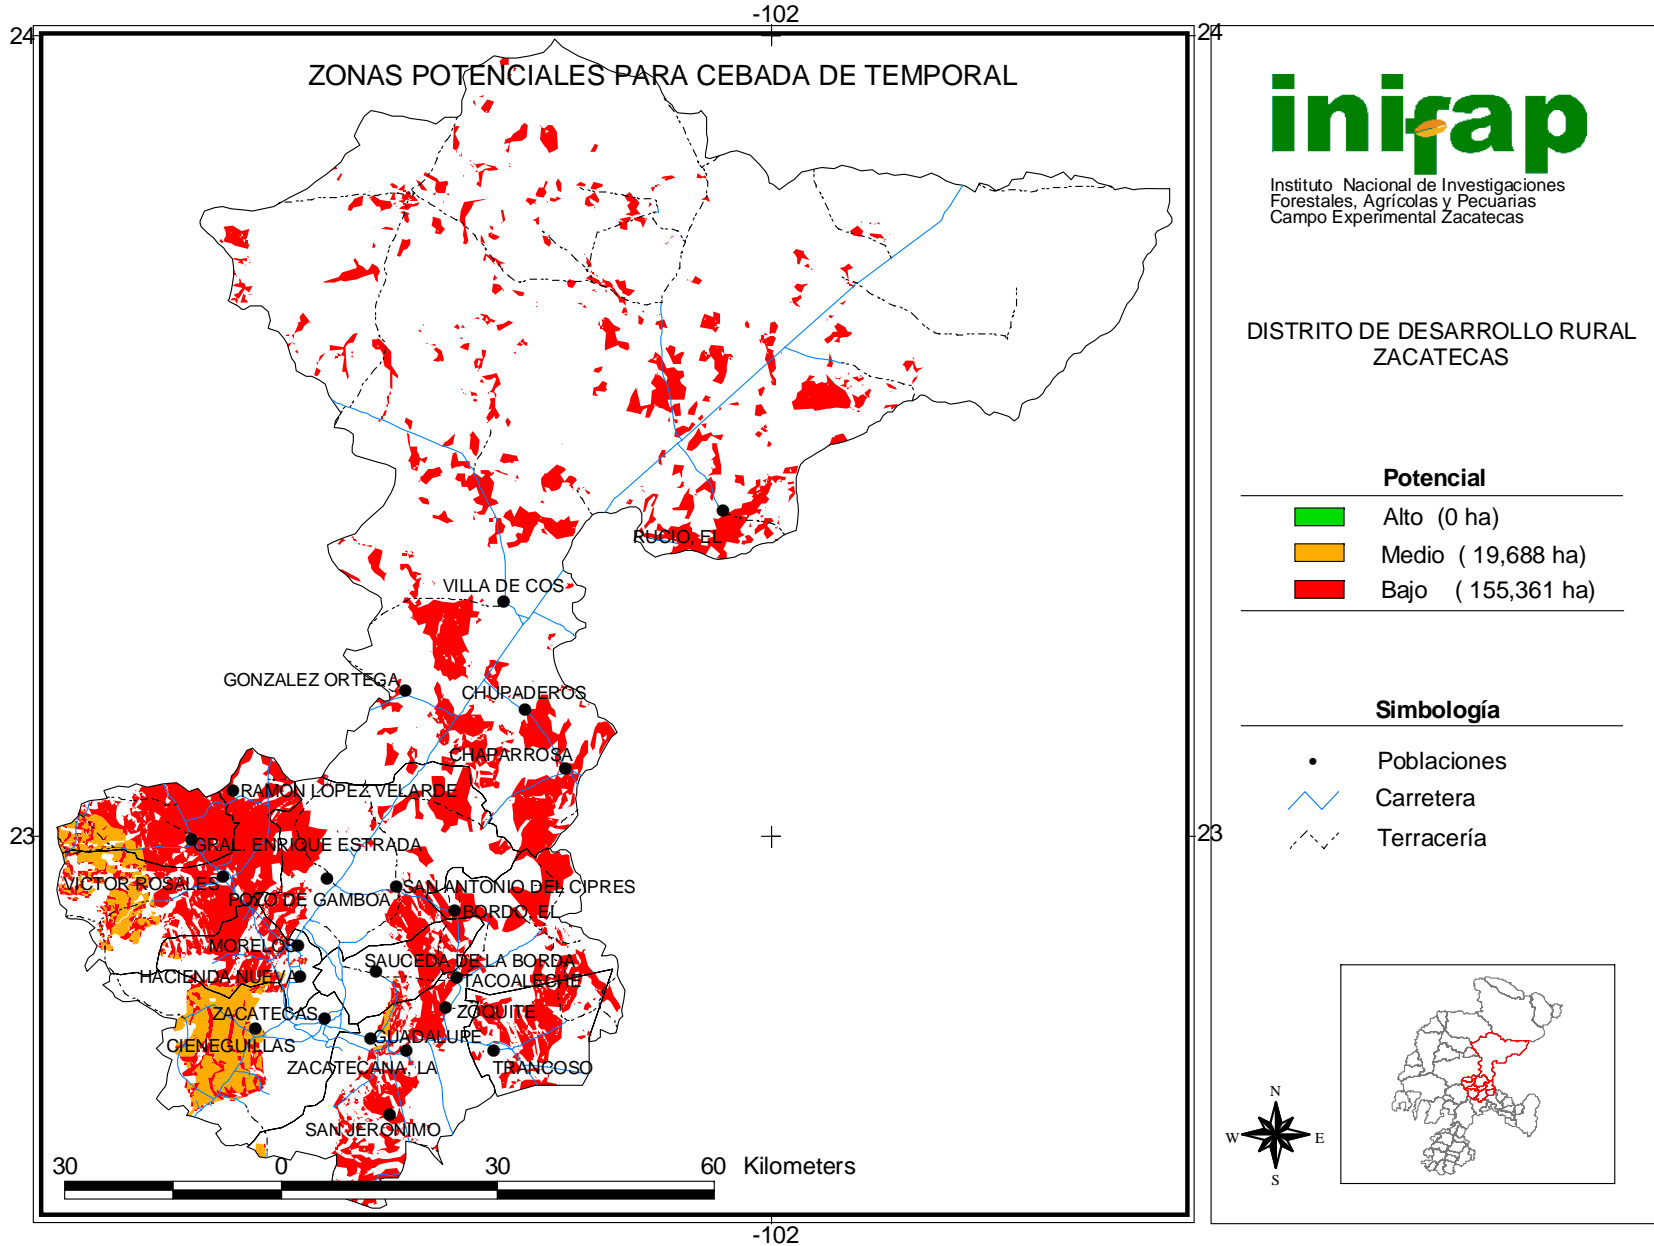 -102
24
24
ZONAS POTENCIALES PARA CEBADA DE TEMPORAL
inifap
Instituto Nacional de Investigaciones
Forestales, Agrícolas y Pecuarias
Campo Experimental Zacatecas
DISTRITO DE DESARROLLO RURAL
ZACATECAS
Potencial
Alto (0 ha)
Medio ( 19,688 ha)
Bajo ( 155,361 ha)
Simbología
Poblaciones
Carretera
Terracería
RUCIO, EL
VILLA DE COS
GONZALEZ ORTEGA
CHUPADEROS
CHAPARROSA
RAMON LOPEZ VELARDE
23
23
GRAL. ENRIQUE ESTRADA
VICTOR ROSALES
SAN ANTONIO DEL CIPRES
POZO DE GAMBOA
BORDO, EL
MORELOS
SAUCEDA DE LA BORDA
HACIENDA NUEVA
TACOALECHE
ZACATECAS
ZOQUITE
CIENEGUILLAS
GUADALUPE
ZACATECANA, LA
TRANCOSO
SAN JERONIMO
30
0
30
60
Kilometers
N
W
E
S
-102